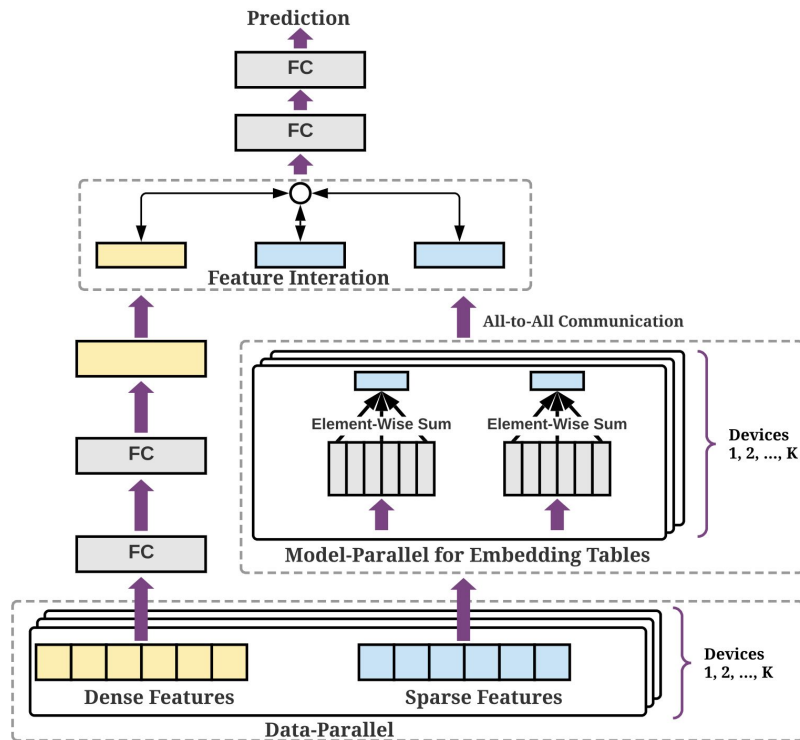 Prediction
FC
FC
Feature Interation
All-to-All Communication
Element-Wise Sum
Element-Wise Sum
Devices
1, 2, ..., K
FC
FC
Model-Parallel for Embedding Tables
Dense Features
Sparse Features
Devices
1, 2, ..., K
Data-Parallel